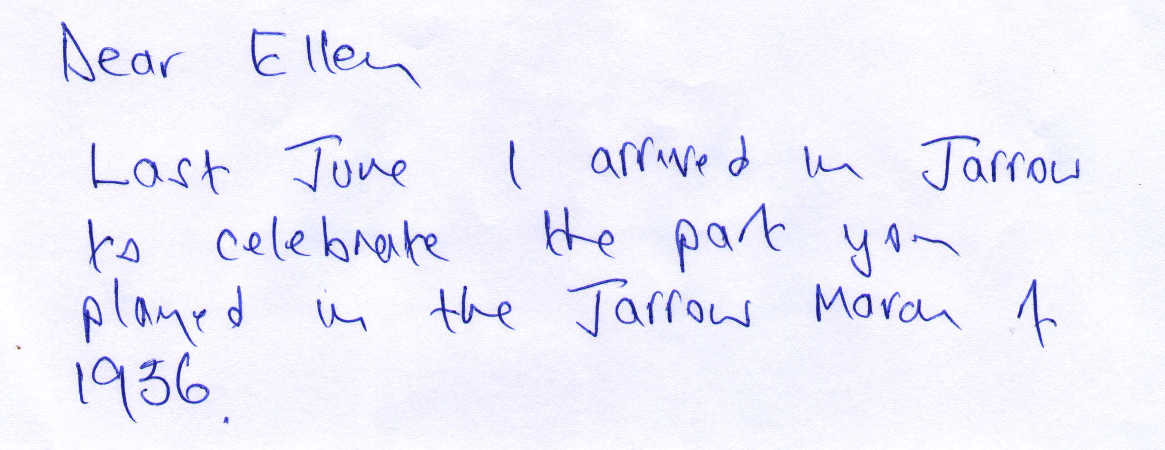 Dear Ellen
Last June I arrived in Jarrow
to celebrate the part you
played in the Jarrow March of
1936.